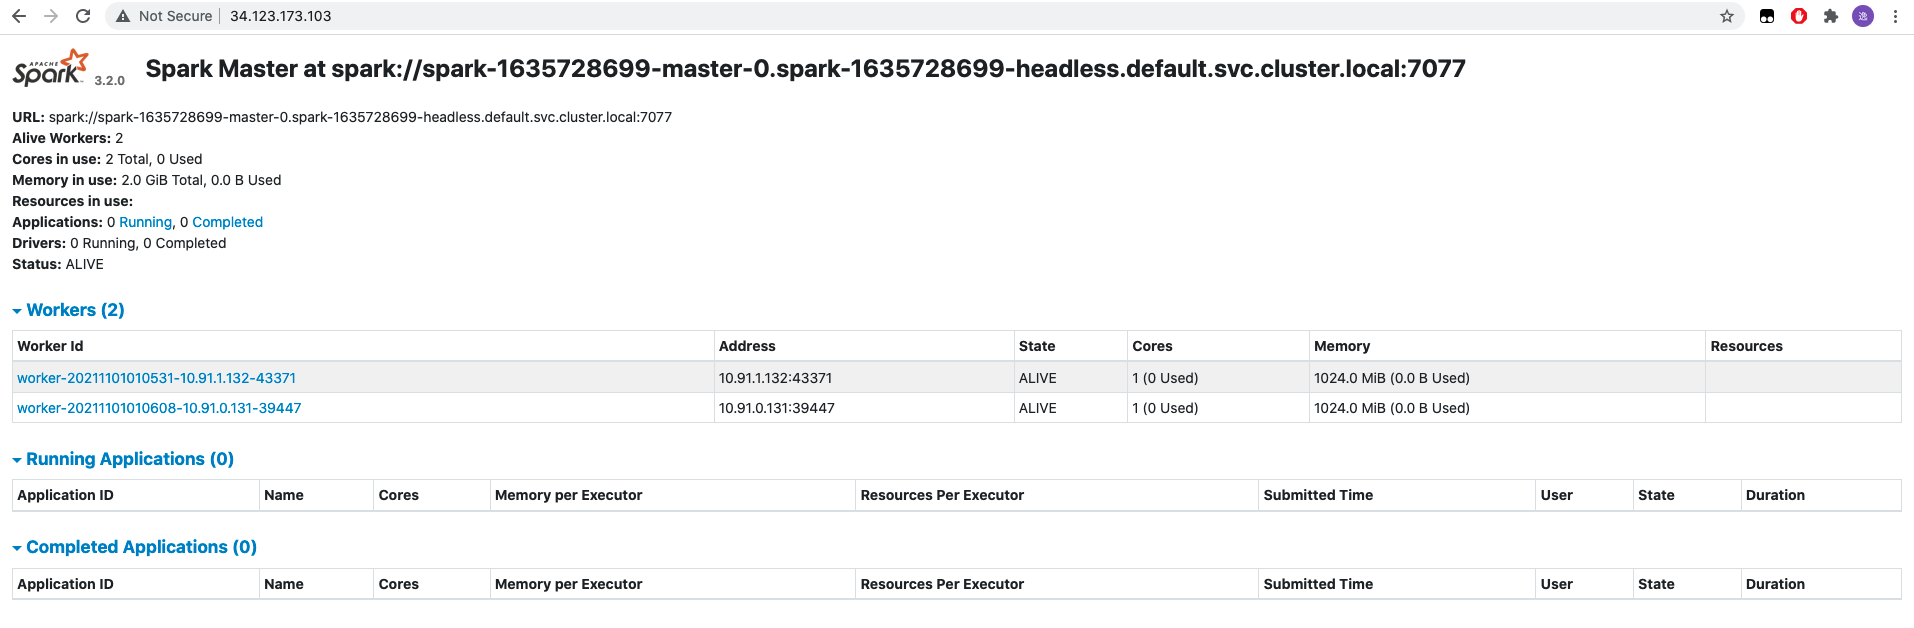 Not Secure 34.123.173.103
APACHE Spark 3.2.0 Spark Master at spark://spark-1635728699-master-0.spark-1635728699-headless.default.svc.cluster.local:7077
URL: spark://spark-1635728699-master-0.spark-1635728699-headless.default.svc.cluster.local:7077
Alive Workers: 2
Cores in use: 2 Total, 0 Used
Memory in use: 2.0 GiB Total, 0.0 B Used
Resources in use:
Applications: 0 Running, 0 Completed
Drivers: 0 Running, 0 Completed
Status: ALIVE
Workers (2)
Worker Id Address State Cores Memory Resources
worker-20211101010531-10.91.1.132-43371 10.91.1.132:43371 ALIVE 1 (0 Used) 1024.0 MiB (0.0 B Used)
worker-20211101010608-10.91.0.131-39447 10.91.0.131:39447 ALIVE 1 (0 Used) 1024.0 MiB (0.0 B Used)
Running Applications (0)
Application ID Name Cores Memory per Executor Resources Per Executor Submitted Time User State Duration
Completed Applications (0)
Application ID Name Cores Memory per Executor Resources Per Executor Submitted Time User State Duration